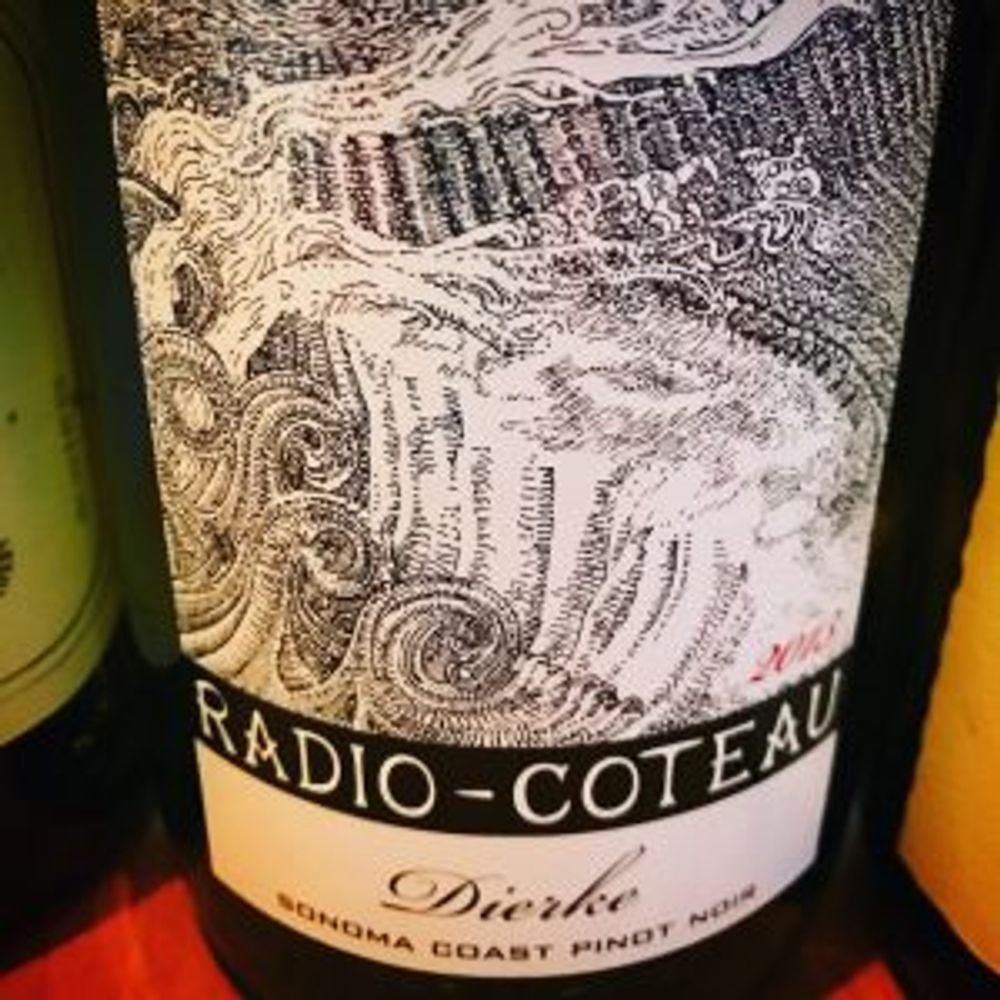 RADIO-COTEAU
Dierke
SONOMA COAST PINOT NOIR